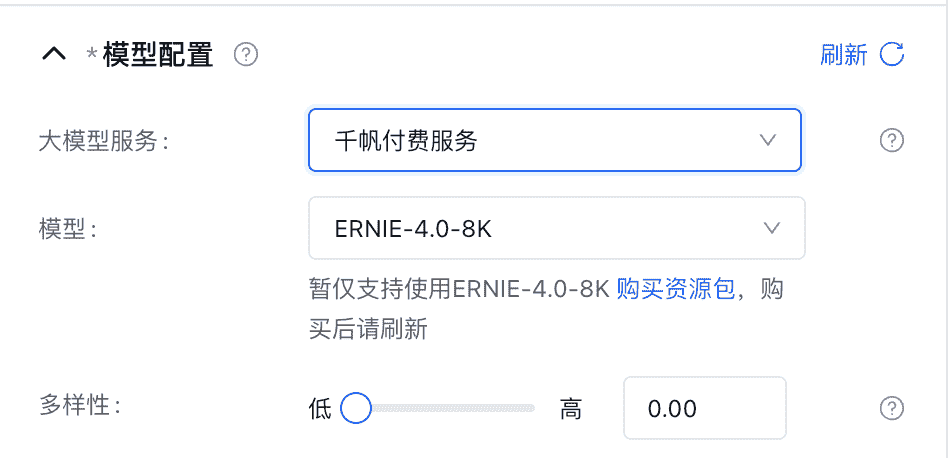 *模型配置 ? 刷新
大模型服务: 千帆付费服务 ?
模型: ERNIE-4.0-8K
暂仅支持使用ERNIE-4.0-8K 购买资源包，购
买后请刷新
多样性: 低 高 0.00 ?